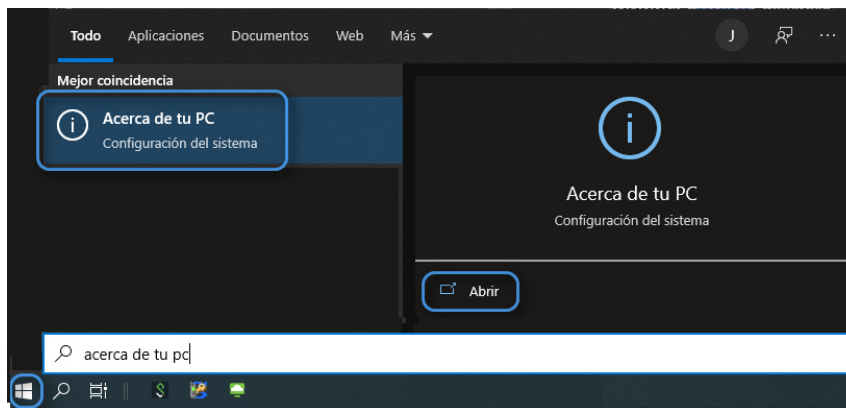 Todo Aplicaciones Documentos Web Más
J
Mejor coincidencia
Acerca de tu PC
Configuración del sistema
Acerca de tu PC
Configuración del sistema
Abrir
acerca de tu pc